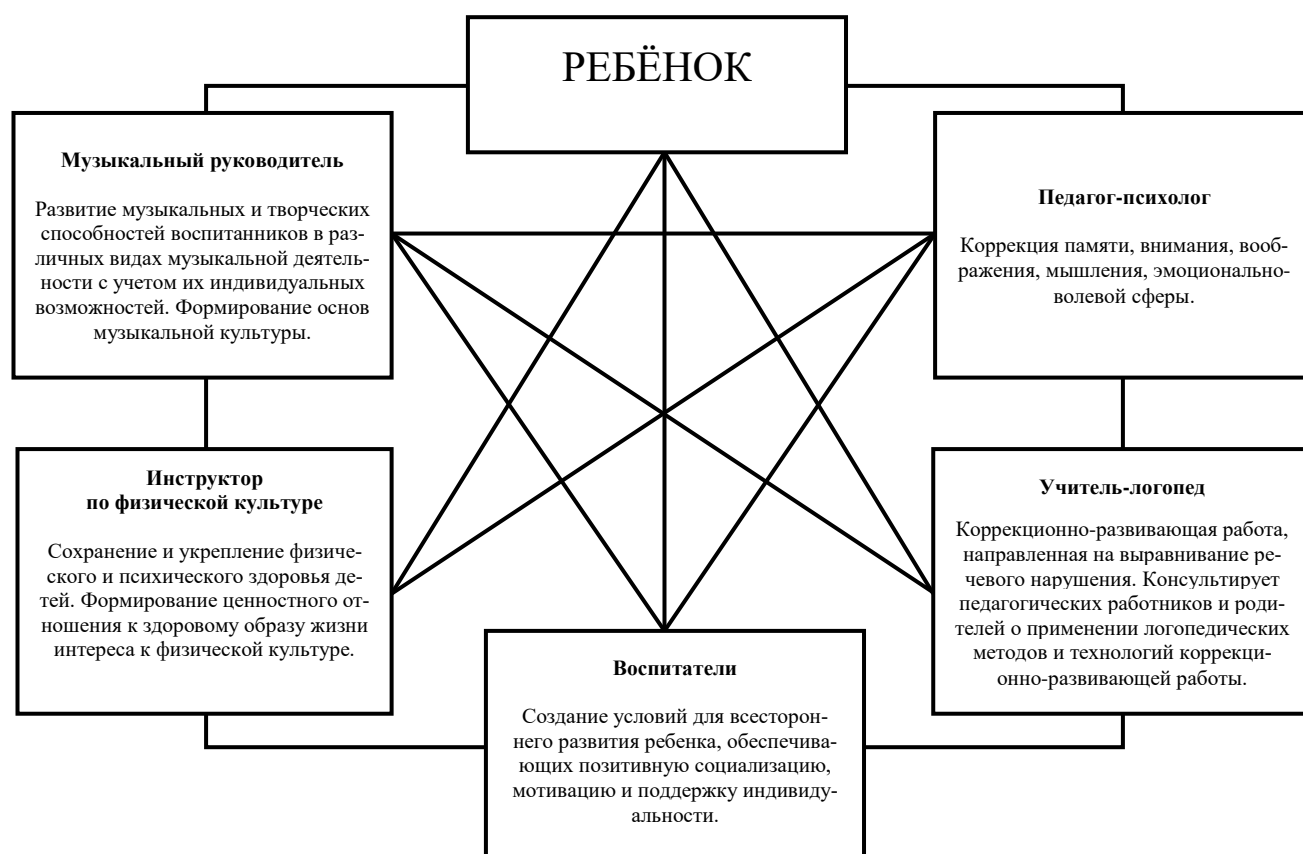 РЕБЁНОК
Музыкальный руководитель
Развитие музыкальных и творческих
способностей воспитанников в раз-
личных видах музыкальной деятель-
ности с учетом их индивидуальных
возможностей. Формирование основ
музыкальной культуры.
Педагог-психолог
Коррекция памяти, внимания, вооб-
ражения, мышления, эмоционально-
волевой сферы.
Инструктор
по физической культуре
Сохранение и укрепление физиче-
ского и психического здоровья де-
тей. Формирование ценностного от-
ношения к здоровому образу жизни
интереса к физической культуре.
Учитель-логопед
Коррекционно-развивающая работа,
направленная на выравнивание ре-
чевого нарушения. Консультирует
педагогических работников и роди-
телей о применении логопедических
методов и технологий коррекци-
онно-развивающей работы.
Воспитатели
Создание условий для всесторон-
него развития ребенка, обеспечива-
ющих позитивную социализацию,
мотивацию и поддержку индивиду-
альности.